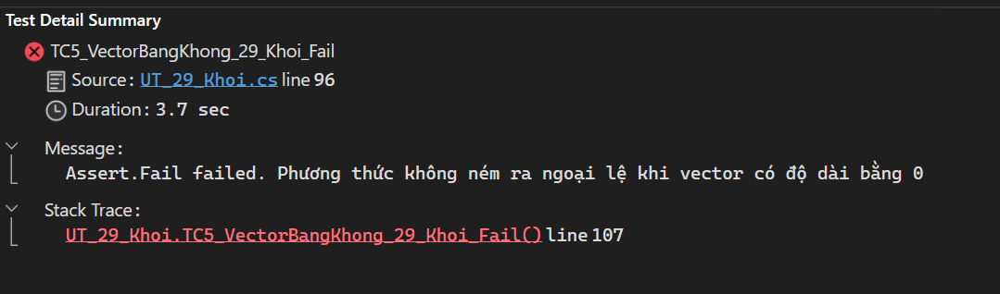 Test Detail Summary
TC5_VectorBangKhong_29_Khoi_Fail
Source: UT_29_Khoi.cs line 96
Duration: 3.7 sec
Message:
Assert.Fail failed. Phương thức không ném ra ngoại lệ khi vector có độ dài bằng 0
Stack Trace:
UT_29_Khoi.TC5_VectorBangKhong_29_Khoi_Fail() line 107